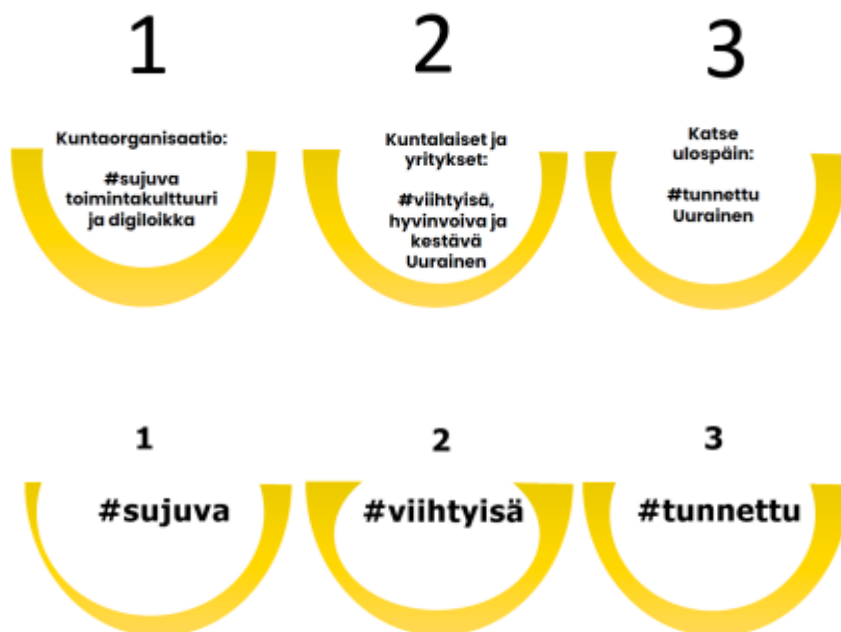 1
Kuntaorganisaatio:
#sujuva
toimintakulttuuri
ja digiloikka
2
Kuntalaiset ja
yritykset:
#viihtyisä,
hyvinvoiva ja
kestävä
Uurainen
3
Katse
ulospäin:
#tunnettu
Uurainen
1
#sujuva
2
#viihtyisä
3
#tunnettu